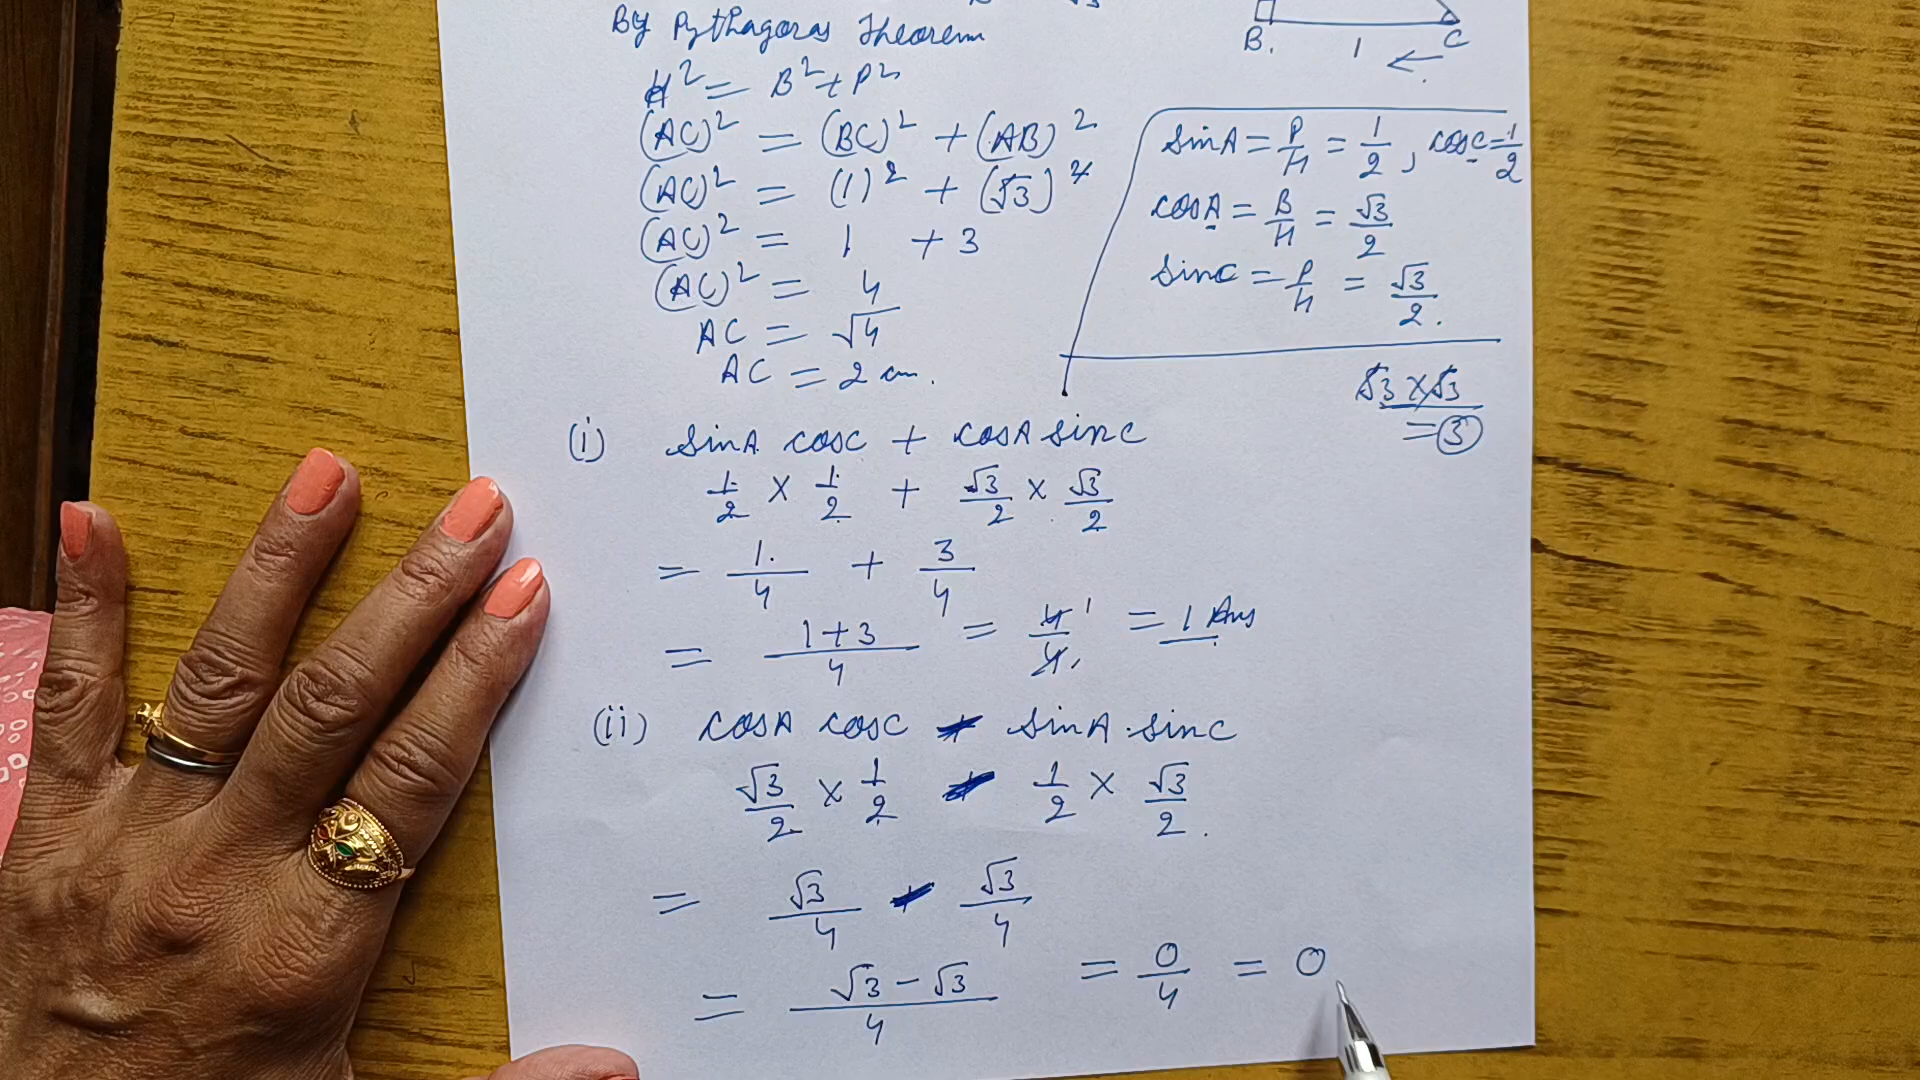 By Pythagoras Theorem
H² = B² + P²
(AC)² = (BC)² + (AB)²
(AC)² = (1)² + (√3)²
(AC)² = 1 + 3
(AC)² = 4
AC = √4
AC = 2 cm.
B. 1 C
sinA = P/H = 1/2, cosC = 1/2
cosA = B/H = √3/2
sinC = P/H = √3/2.
√3 × √3
= 3
(i) sinA cosC + cosA sinC
1/2 × 1/2 + √3/2 × √3/2
= 1/4 + 3/4
= (1+3)/4 = 4/4 = 1 Ans
(ii) cosA cosC - sinA . sinC
√3/2 × 1/2 - 1/2 × √3/2.
= √3/4 - √3/4
= (√3 - √3)/4 = 0/4 = 0